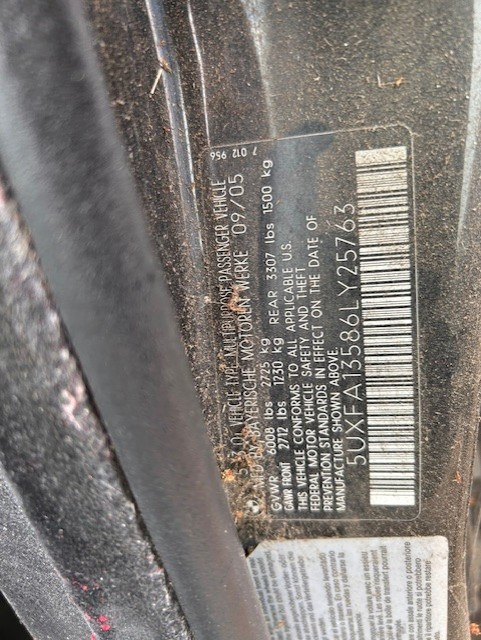 7 012 956
X5 3.0I VEHICLE TYPE: MULTIPURPOSE PASSENGER VEHICLE
MFD BY BAYERISCHE MOTOREN WERKE 09/05
GVWR 6008 lbs 2725 kg
GAWR FRONT 2712 lbs 1230 kg REAR 3307 lbs 1500 kg
THIS VEHICLE CONFORMS TO ALL APPLICABLE U.S.
FEDERAL MOTOR VEHICLE SAFETY AND THEFT
PREVENTION STANDARDS IN EFFECT ON THE DATE OF
MANUFACTURE SHOWN ABOVE.
5UXFA13586LY25763